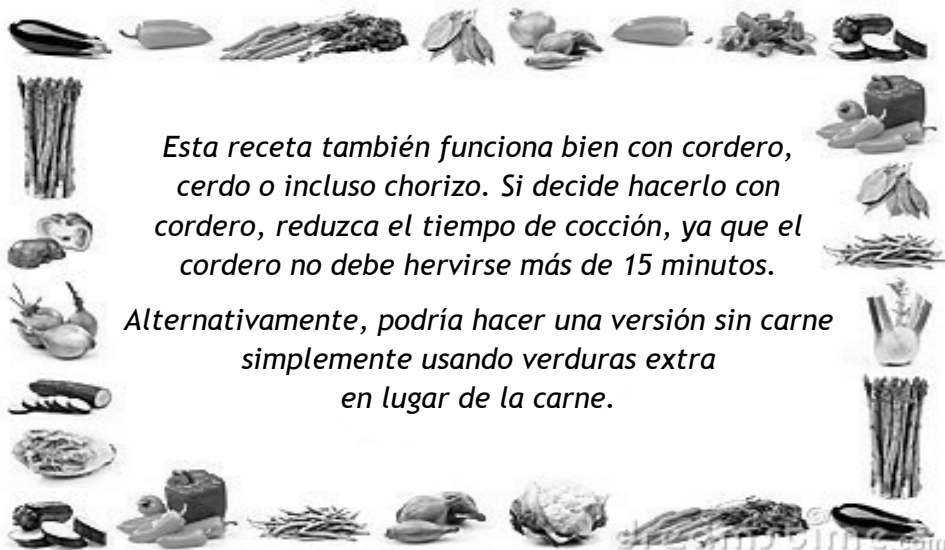 Esta receta también funciona bien con cordero,
cerdo o incluso chorizo. Si decide hacerlo con
cordero, reduzca el tiempo de cocción, ya que el
cordero no debe hervirse más de 15 minutos.
Alternativamente, podría hacer una versión sin carne
simplemente usando verduras extra
en lugar de la carne.
dreamstime.com